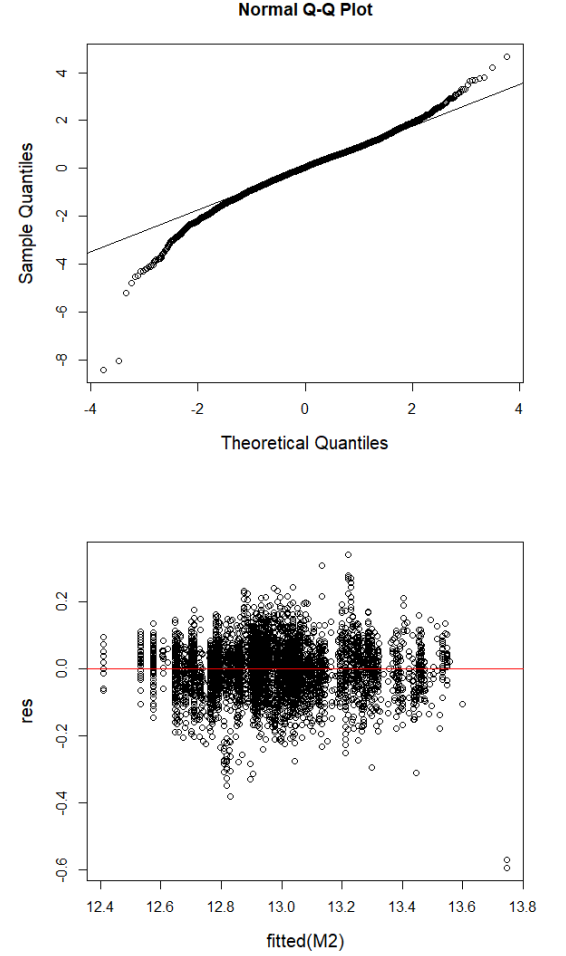 Normal Q-Q Plot
Sample Quantiles
4
2
0
-2
-4
-6
-8
-4 -2 0 2 4
Theoretical Quantiles
res
0.2
0.0
-0.2
-0.4
-0.6
12.4 12.6 12.8 13.0 13.2 13.4 13.6 13.8
fitted(M2)